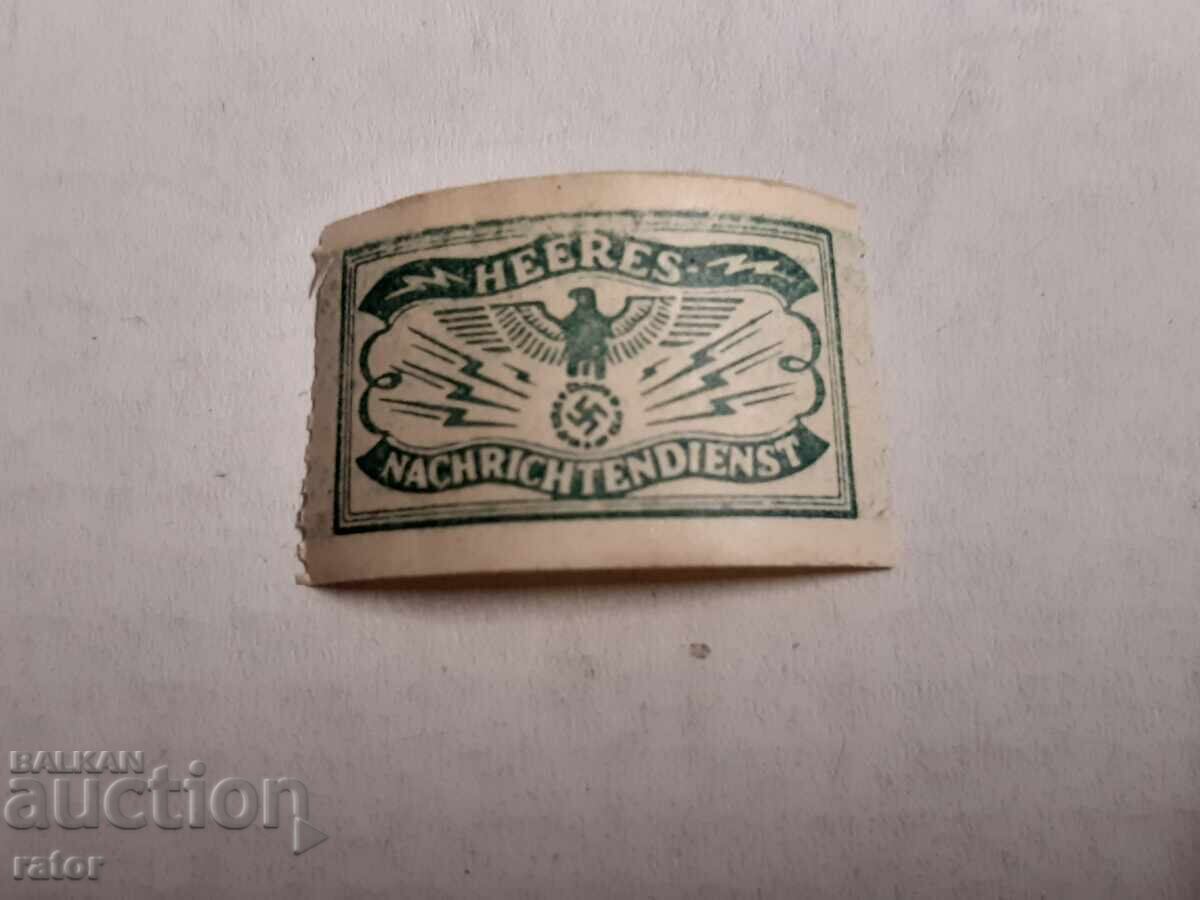 HEERES-
NACHRICHTENDIENST
BALKAN
auction
rator